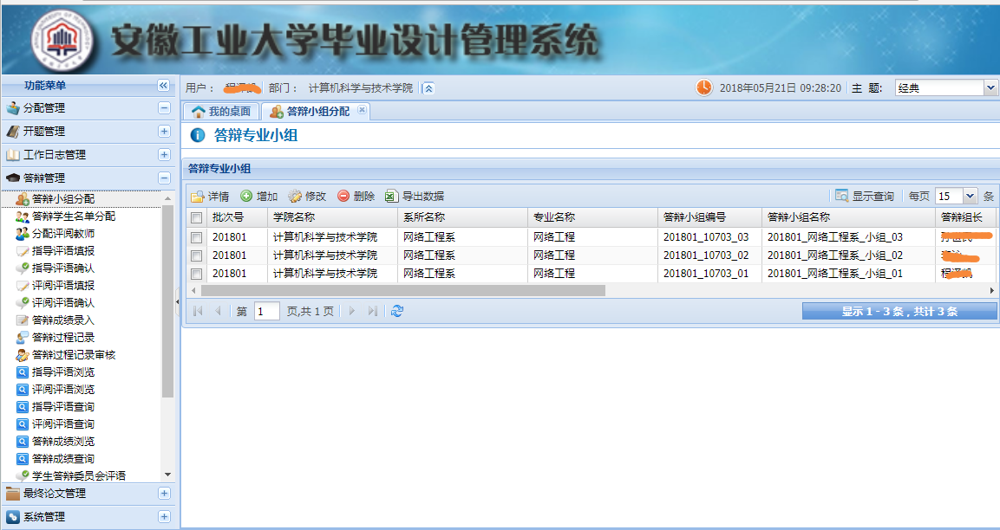 安徽工业大学毕业设计管理系统
功能菜单
用户： 部门： 计算机科学与技术学院
2018年05月21日 09:28:20 主 题: 经典
分配管理
开题管理
工作日志管理
答辩管理
答辩小组分配
答辩学生名单分配
分配评阅教师
指导评语填报
指导评语确认
评阅评语填报
评阅评语确认
答辩成绩录入
答辩过程记录
答辩过程记录审核
指导评语浏览
评阅评语浏览
指导评语查询
评阅评语查询
答辩成绩浏览
答辩成绩查询
学生答辩委员会评语
最终论文管理
系统管理
我的桌面 答辩小组分配
答辩专业小组
答辩专业小组
详情 增加 修改 删除 导出数据 显示查询 每页 15 条
批次号 学院名称 系所名称 专业名称 答辩小组编号 答辩小组名称 答辩组长
201801 计算机科学与技术学院 网络工程系 网络工程 201801_10703_03 201801_网络工程系_小组_03
201801 计算机科学与技术学院 网络工程系 网络工程 201801_10703_02 201801_网络工程系_小组_02
201801 计算机科学与技术学院 网络工程系 网络工程 201801_10703_01 201801_网络工程系_小组_01
第 1 页,共 1 页 显示 1 - 3 条，共计 3 条